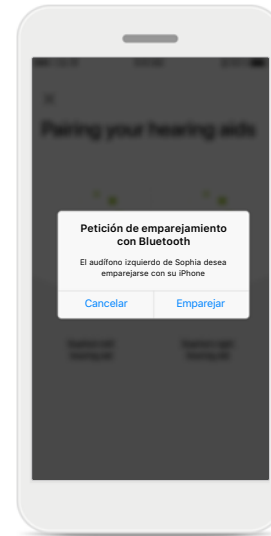 Pairing your hearing aids
Petición de emparejamiento
con Bluetooth
El audífono izquierdo de Sophia desea
emparejarse con su iPhone
Cancelar
Emparejar